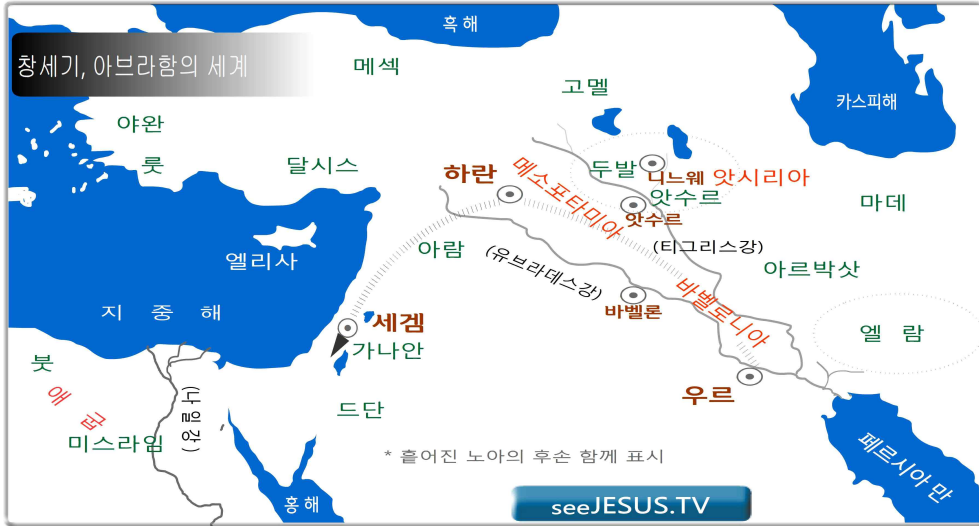 흑해
창세기, 아브라함의 세계
메섹
고멜
카스피해
야완
룻
달시스
하란
메소포타미아
두발
니느웨 앗시리아
앗수르
앗수르
마데
엘리사
아람
(유브라데스강)
(티그리스강)
아르박삿
지 중 해
세겜
가나안
바벨론
바벨로니아
엘 람
붓
애 굽
미스라임
(나일강)
드단
우르
* 흩어진 노아의 후손 함께 표시
페르시아 만
홍해
seeJESUS.TV